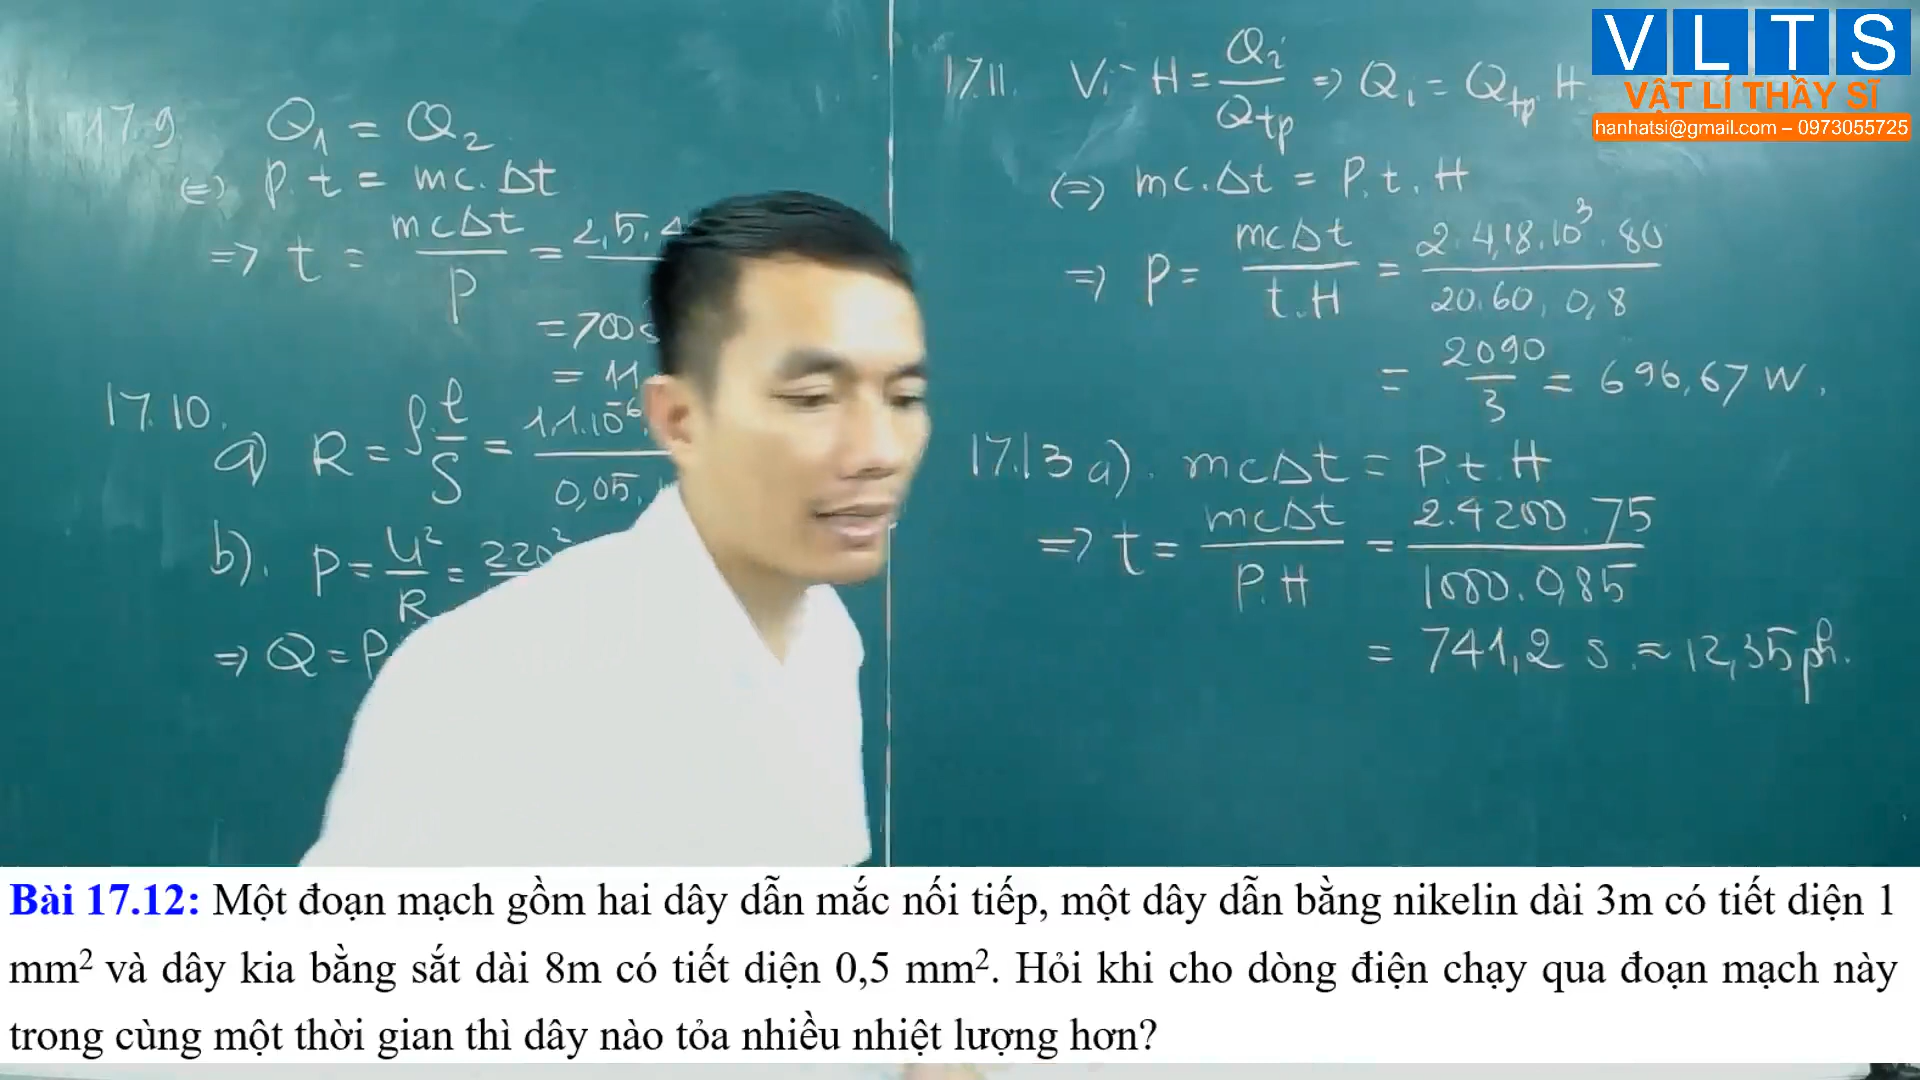 VLTS
VẬT LÍ THẦY SĨ
hanhatsi@gmail.com – 0973055725
17.9 Q₁ = Q₂
⇔ P.t = mc.Δt
⇒ t = mcΔt / P = 2,5.4
= 700s
= 11
17.10. a) R = ρ.l / S = 1,1.10⁻⁶. / 0,05.
b). P = U² / R = 220²
⇒ Q = P
17.11. Vì H = Qi / Qtp ⇒ Qi = Qtp. H
⇔ mc.Δt = P.t.H
⇒ P = mcΔt / t.H = 2.4,18.10³.80 / 20.60.0,8
= 2090 / 3 = 696,67 W.
17.13 a). mcΔt = P.t.H
⇒ t = mcΔt / P.H = 2.4200.75 / 1000.0,85
= 741,2 s. ≈ 12,35 ph.
Bài 17.12: Một đoạn mạch gồm hai dây dẫn mắc nối tiếp, một dây dẫn bằng nikelin dài 3m có tiết diện 1
mm² và dây kia bằng sắt dài 8m có tiết diện 0,5 mm². Hỏi khi cho dòng điện chạy qua đoạn mạch này
trong cùng một thời gian thì dây nào tỏa nhiều nhiệt lượng hơn?